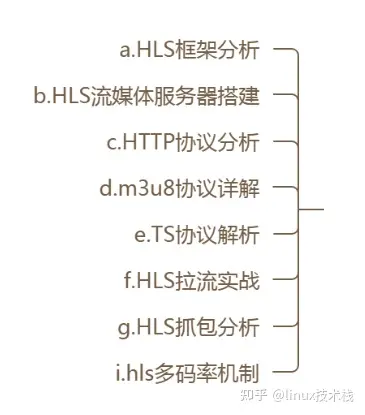 a.HLS框架分析
b.HLS流媒体服务器搭建
c.HTTP协议分析
d.m3u8协议详解
e.TS协议解析
f.HLS拉流实战
g.HLS抓包分析
i.hls多码率机制
知乎 @linux技术栈